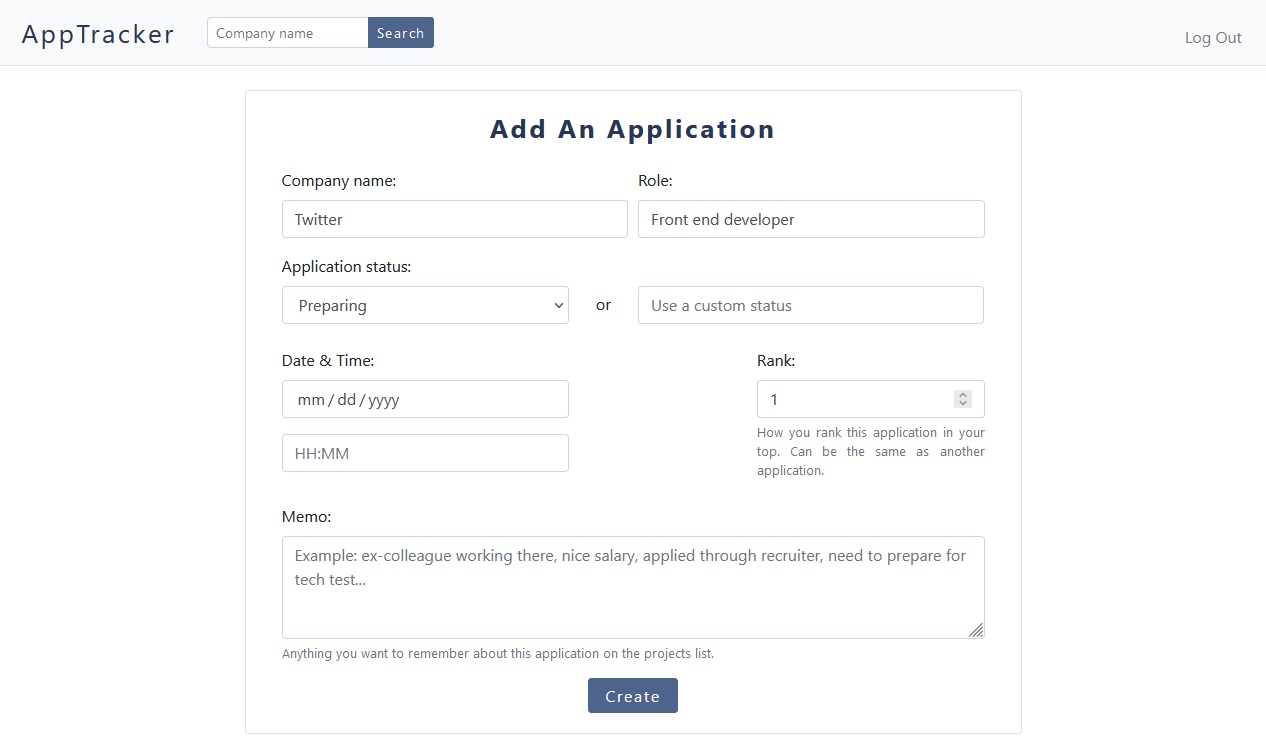 AppTracker
Company name
Search
Log Out
Add An Application
Company name:
Role:
Twitter
Front end developer
Application status:
Preparing
or
Use a custom status
Date & Time:
Rank:
mm / dd / yyyy
1
HH:MM
How you rank this application in your
top. Can be the same as another
application.
Memo:
Example: ex-colleague working there, nice salary, applied through recruiter, need to prepare for
tech test...
Anything you want to remember about this application on the projects list.
Create